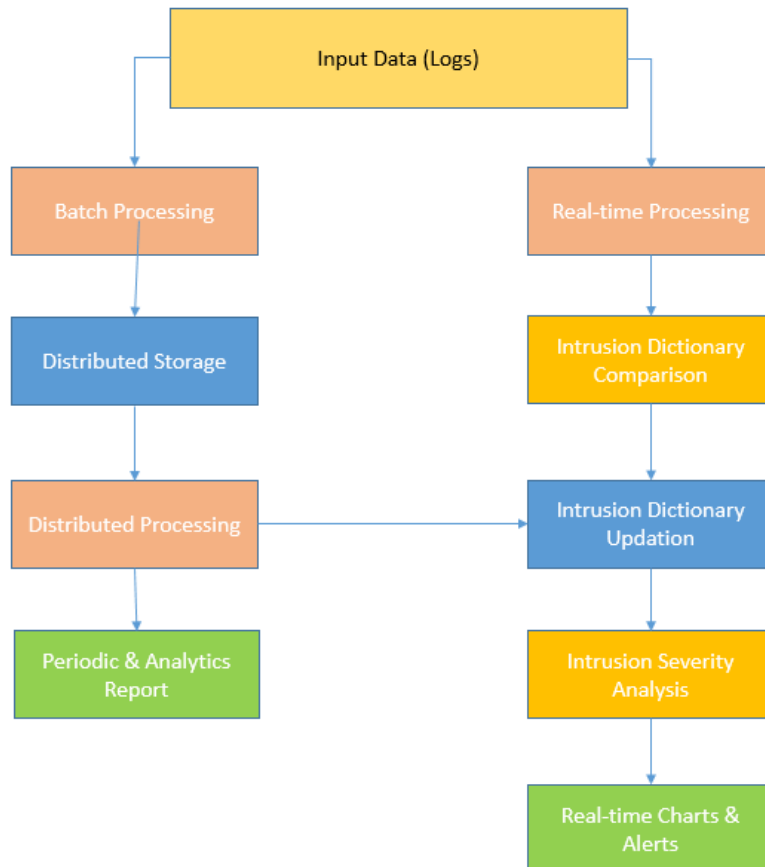 Input Data (Logs)
Batch Processing
Real-time Processing
Distributed Storage
Intrusion Dictionary
Comparison
Distributed Processing
Intrusion Dictionary
Updation
Periodic & Analytics
Report
Intrusion Severity
Analysis
Real-time Charts &
Alerts